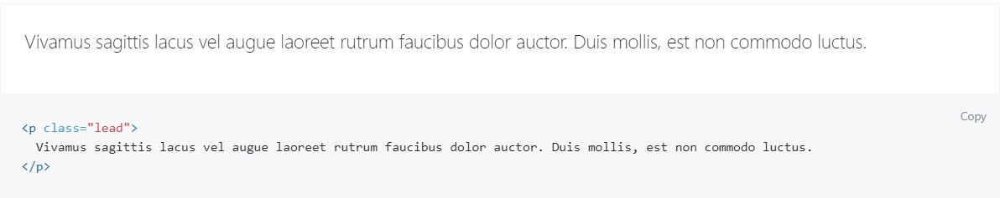 Vivamus sagittis lacus vel augue laoreet rutrum faucibus dolor auctor. Duis mollis, est non commodo luctus.
Copy
<p class="lead">
  Vivamus sagittis lacus vel augue laoreet rutrum faucibus dolor auctor. Duis mollis, est non commodo luctus.
</p>